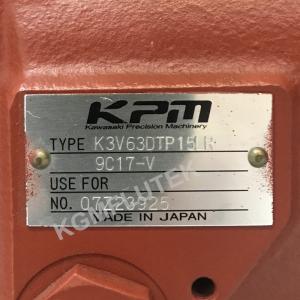 KPM
Kawasaki Precision Machinery
TYPE K3V63DTP15
9C17-V
USE FOR
NO. 07Z23925
MADE IN JAPAN